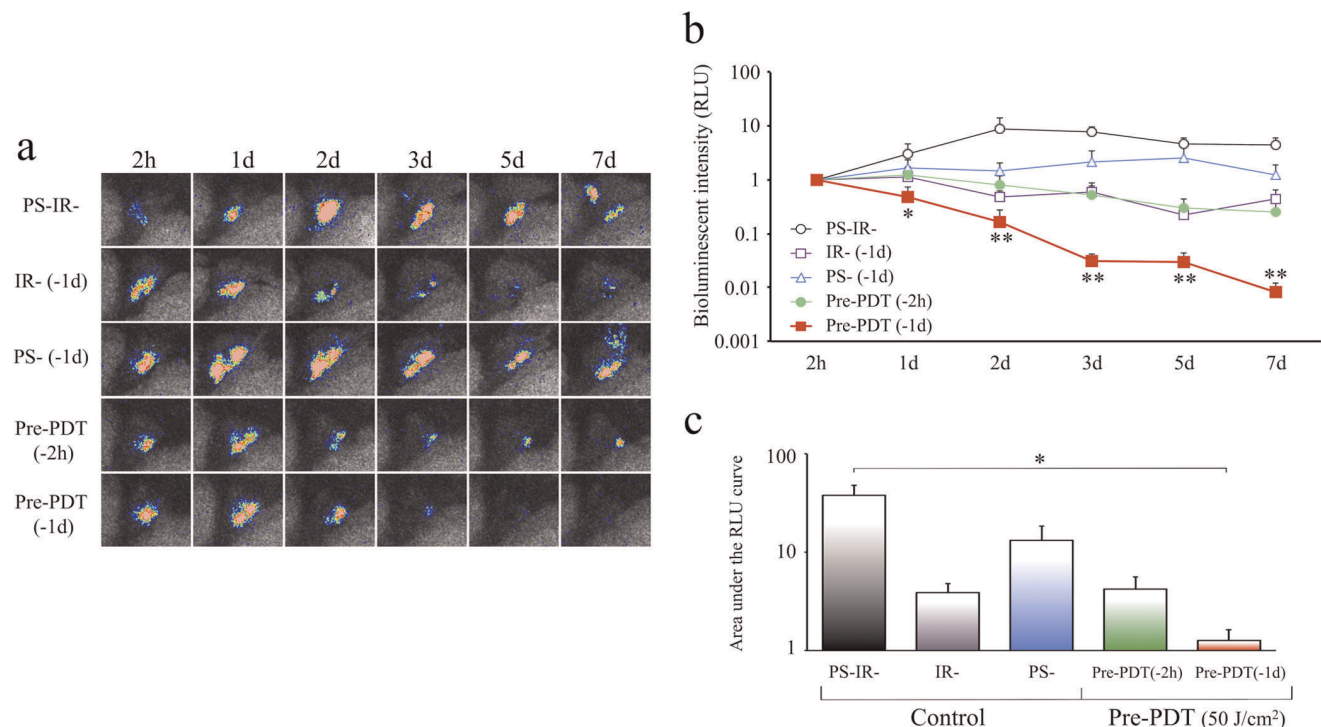 a
2h 1d 2d 3d 5d 7d
PS-IR-
IR- (-1d)
PS- (-1d)
Pre-PDT
(-2h)
Pre-PDT
(-1d)
b
Bioluminescent intensity (RLU)
100
10
1
0.1
0.01
0.001
PS-IR-
IR- (-1d)
PS- (-1d)
Pre-PDT (-2h)
Pre-PDT (-1d)
*
**
**
**
**
2h 1d 2d 3d 5d 7d
c
Area under the RLU curve
100
10
1
*
PS-IR- IR- PS- Pre-PDT(-2h) Pre-PDT(-1d)
Control Pre-PDT (50 J/cm²)